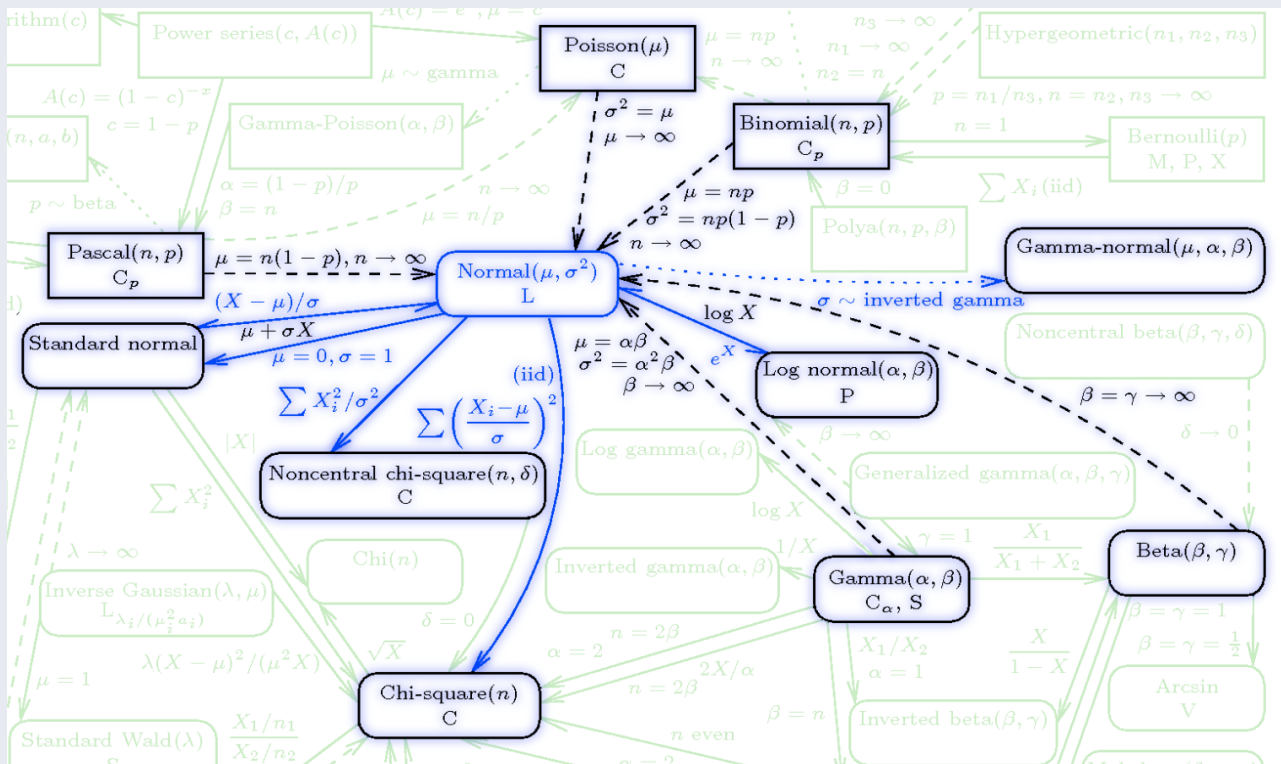 rithm(c)
Power series(c, A(c))
A(c) = e^c, μ = c
Poisson(μ)
C
μ = np
n → ∞
n₃ → ∞
n₁ → ∞
n₂ = n
Hypergeometric(n₁, n₂, n₃)
μ ~ gamma
A(c) = (1 − c)^−x
c = 1 − p
(n, a, b)
Gamma-Poisson(α, β)
σ² = μ
μ → ∞
Binomial(n, p)
C_p
p = n₁/n₃, n = n₂, n₃ → ∞
n = 1
Bernoulli(p)
M, P, X
∑ X_i (iid)
α = (1 − p)/p
β = n
p ~ beta
n → ∞
μ = n/p
μ = np
σ² = np(1 − p)
n → ∞
β = 0
Polya(n, p, β)
Pascal(n, p)
C_p
μ = n(1 − p), n → ∞
Normal(μ, σ²)
L
Gamma-normal(μ, α, β)
σ ~ inverted gamma
(X − μ)/σ
μ + σX
μ = 0, σ = 1
Standard normal
log X
e^X
μ = αβ
σ² = α²β
β → ∞
Log normal(α, β)
P
Noncentral beta(β, γ, δ)
β = γ → ∞
δ → 0
(iid)
∑ X_i²/σ²
∑ ((X_i − μ)/σ)²
|X|
∑ X_i²
Noncentral chi-square(n, δ)
C
Log gamma(α, β)
β → ∞
Generalized gamma(α, β, γ)
log X
γ = 1
X₁/(X₁ + X₂)
λ → ∞
Chi(n)
1/X
Inverted gamma(α, β)
Gamma(α, β)
C_α, S
Beta(β, γ)
Inverse Gaussian(λ, μ)
L_λ_i/(μ_i² a_i)
δ = 0
n = 2β
α = 2
2X/α
n = 2β
X₁/X₂
α = 1
X/(1 − X)
β = γ = 1
β = γ = 1/2
√X
λ(X − μ)²/(μ²X)
μ = 1
Chi-square(n)
C
Arcsin
V
β = n
n even
Inverted beta(β, γ)
Standard Wald(λ)
X₁/n₁
X₂/n₂